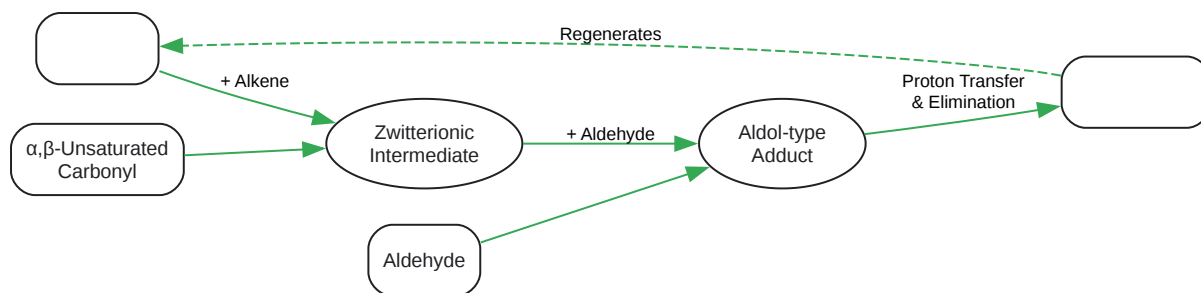 Regenerates
+ Alkene
α,β-Unsaturated
Carbonyl
Zwitterionic
Intermediate
+ Aldehyde
Aldol-type
Adduct
Proton Transfer
& Elimination
Aldehyde